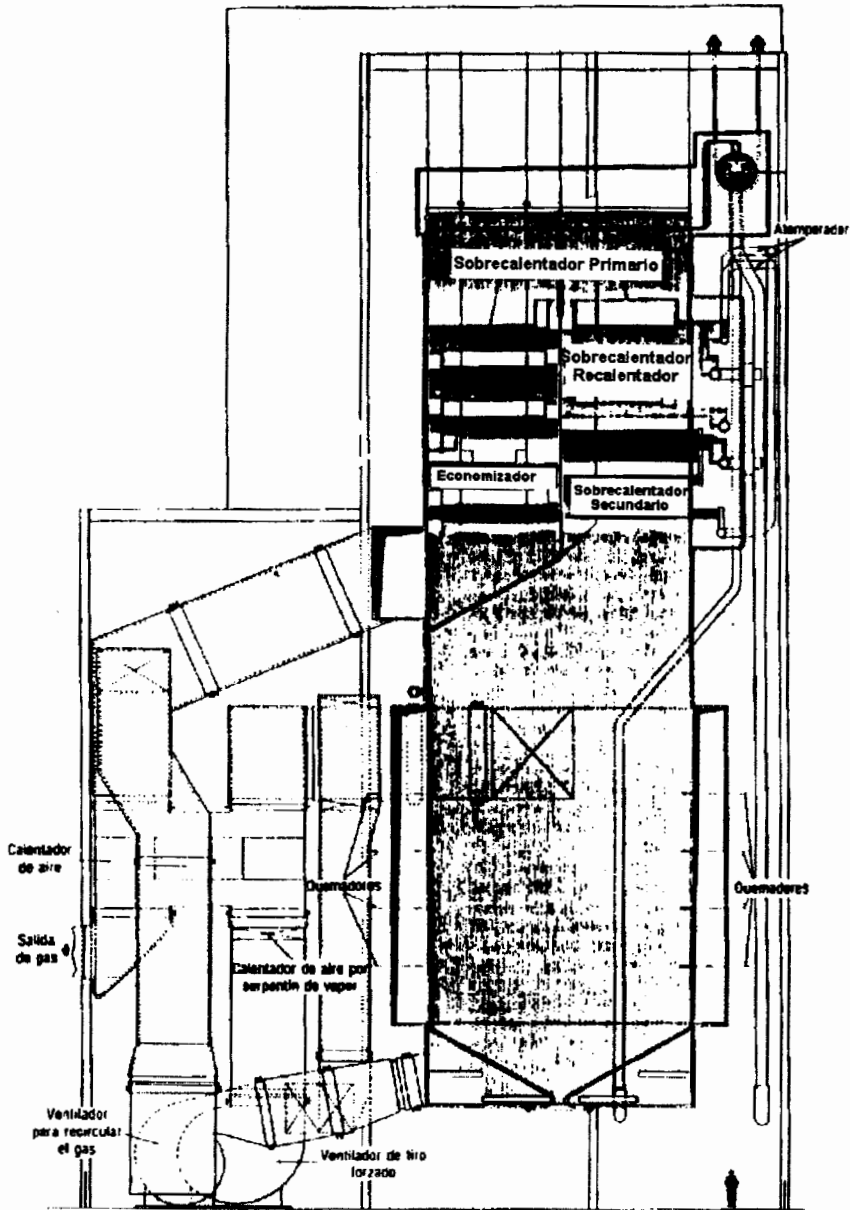 Atemperador
Sobrecalentador Primario
Sobrecalentador
Recalentador
Economizador
Sobrecalentador
Secundario
Calentador
de aire
Quemadores
Quemadores
Salida
de gas
Calentador de aire por
serpentin de vapor
Ventilador
para recircular
el gas
Ventilador de tiro
forzado